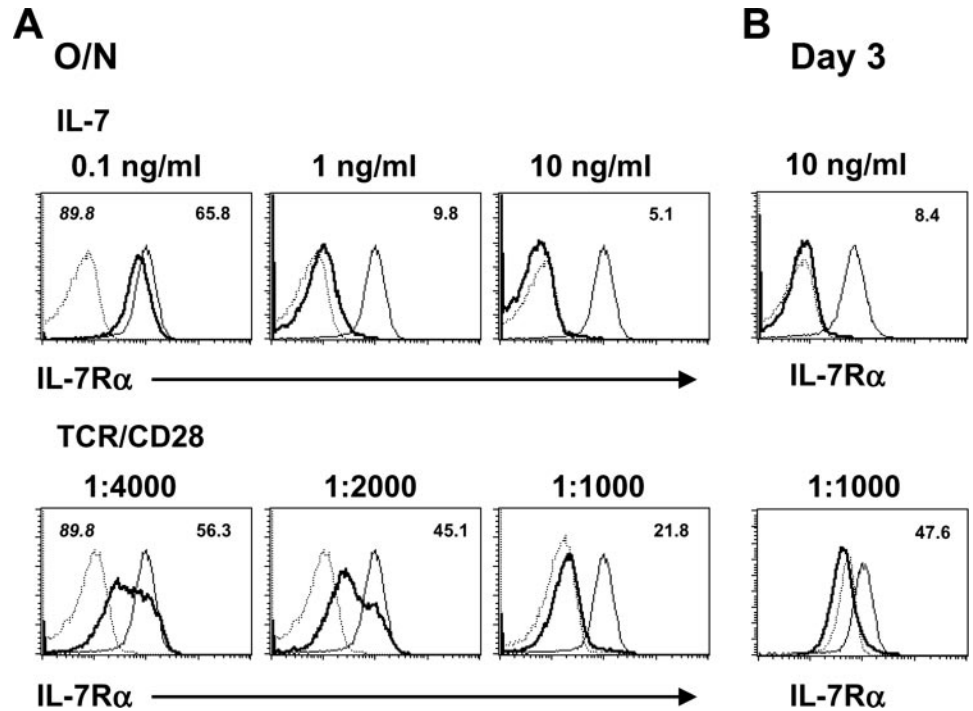 A B
O/N Day 3
IL-7
0.1 ng/ml 1 ng/ml 10 ng/ml 10 ng/ml
89.8 65.8 9.8 5.1 8.4
IL-7Rα IL-7Rα
TCR/CD28
1:4000 1:2000 1:1000 1:1000
89.8 56.3 45.1 21.8 47.6
IL-7Rα IL-7Rα